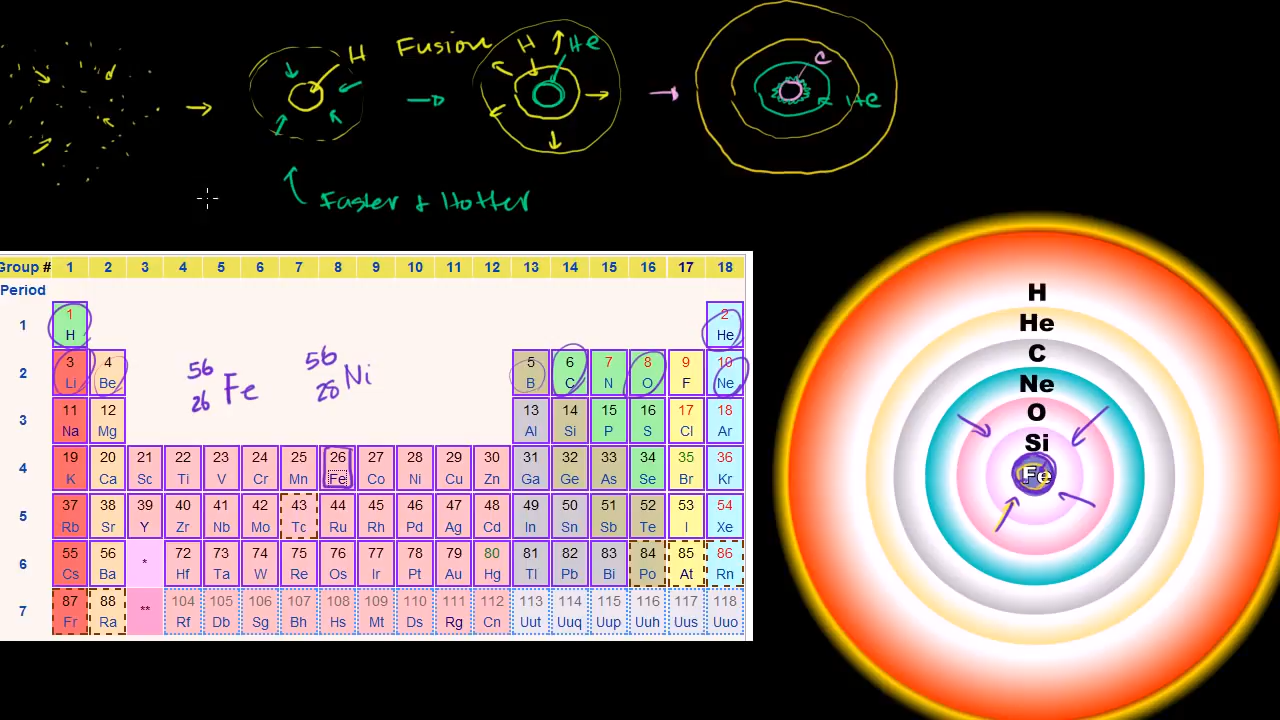 H Fusion H He C
He
Faster + Hotter
Group # 1 2 3 4 5 6 7 8 9 10 11 12 13 14 15 16 17 18
Period
1 1 2
H He
2 3 4 5 6 7 8 9 10
Li Be B C N O F Ne
56 Fe 56 Ni
26 28
3 11 12 13 14 15 16 17 18
Na Mg Al Si P S Cl Ar
4 19 20 21 22 23 24 25 26 27 28 29 30 31 32 33 34 35 36
K Ca Sc Ti V Cr Mn Fe Co Ni Cu Zn Ga Ge As Se Br Kr
5 37 38 39 40 41 42 43 44 45 46 47 48 49 50 51 52 53 54
Rb Sr Y Zr Nb Mo Tc Ru Rh Pd Ag Cd In Sn Sb Te I Xe
6 55 56 * 72 73 74 75 76 77 78 79 80 81 82 83 84 85 86
Cs Ba Hf Ta W Re Os Ir Pt Au Hg Tl Pb Bi Po At Rn
7 87 88 ** 104 105 106 107 108 109 110 111 112 113 114 115 116 117 118
Fr Ra Rf Db Sg Bh Hs Mt Ds Rg Cn Uut Uuq Uup Uuh Uus Uuo
H
He
C
Ne
O
Si
Fe